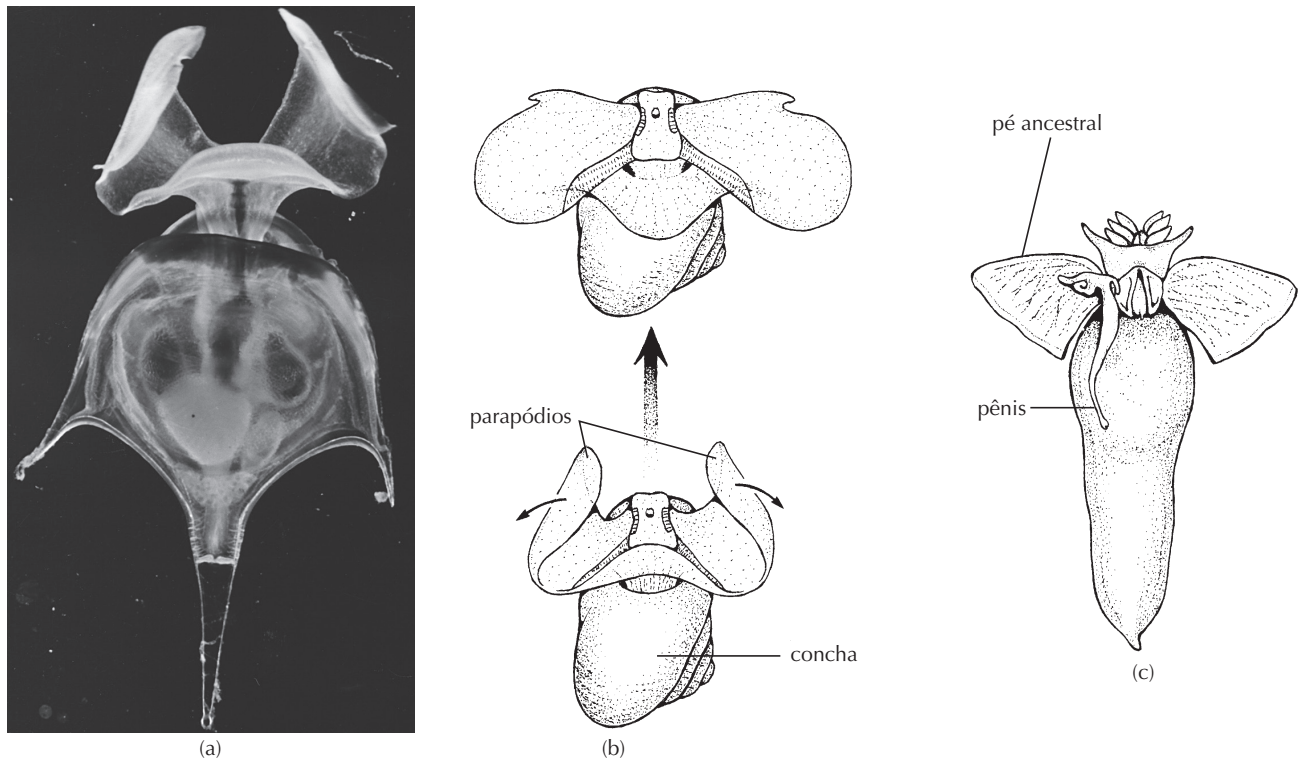 pé ancestral
parapódios
pênis
concha
(a)
(b)
(c)